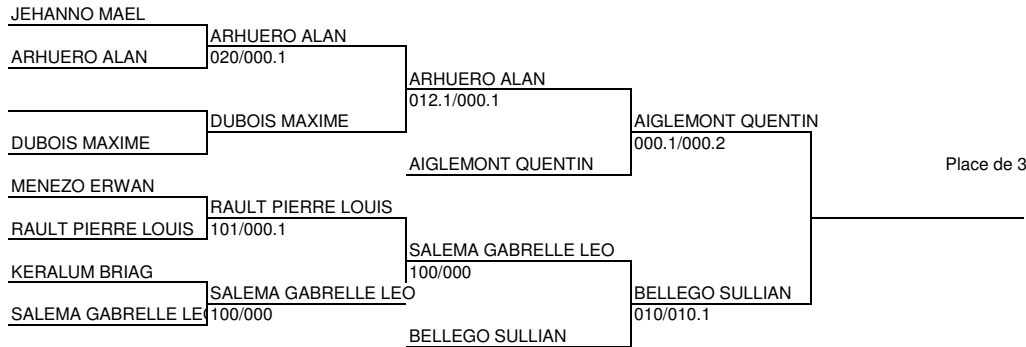 JEHANNO MAEL
ARHUERO ALAN
ARHUERO ALAN
020/000.1
ARHUERO ALAN
012.1/000.1
DUBOIS MAXIME
DUBOIS MAXIME
AIGLEMONT QUENTIN
000.1/000.2
AIGLEMONT QUENTIN
Place de 3
MENEZO ERWAN
RAULT PIERRE LOUIS
RAULT PIERRE LOUIS
101/000.1
SALEMA GABRELLE LEO
100/000
KERALUM BRIAG
SALEMA GABRELLE LEO
SALEMA GABRELLE LE
100/000
BELLEGO SULLIAN
010/010.1
BELLEGO SULLIAN